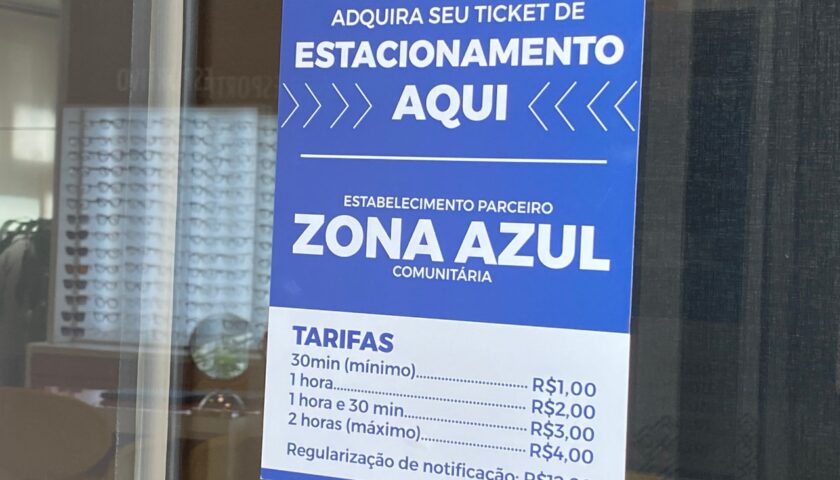 ADQUIRA SEU TICKET DE
ESTACIONAMENTO
AQUI
ESTABELECIMENTO PARCEIRO
ZONA AZUL
COMUNITÁRIA
TARIFAS
30min (mínimo)............................ R$1,00
1 hora................................................ R$2,00
1 hora e 30 min.............................. R$3,00
2 horas (máximo).......................... R$4,00
Regularização de notificação: